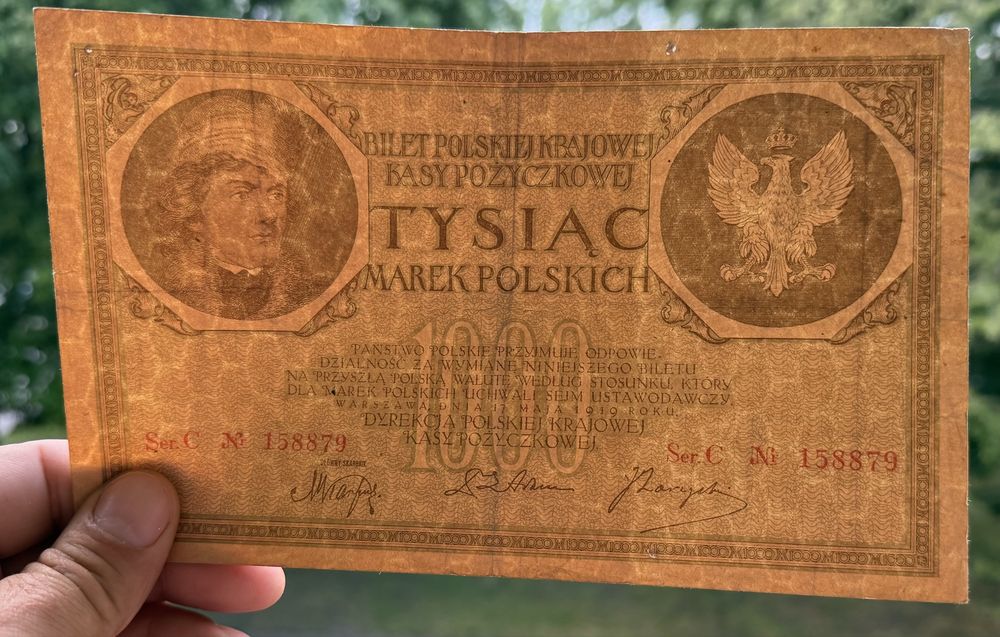 BILET POLSKIEJ KRAJOWEJ
KASY POŻYCZKOWEJ
TYSIĄC
MAREK POLSKICH
1000
PAŃSTWO POLSKIE PRZYJMUJE ODPOWIE-
DZIALNOŚĆ ZA WYMIANĘ NINIEJSZEGO BILETU
NA PRZYSZŁĄ POLSKĄ WALUTĘ WEDŁUG STOSUNKU, KTÓRY
DLA MAREK POLSKICH UCHWALI SEJM USTAWODAWCZY.
WARSZAWA, DNIA 17 MAJA 1919 ROKU.
DYREKCJA POLSKIEJ KRAJOWEJ
KASY POŻYCZKOWEJ
Ser. C № 158879
Ser. C № 158879
SKARBNIK